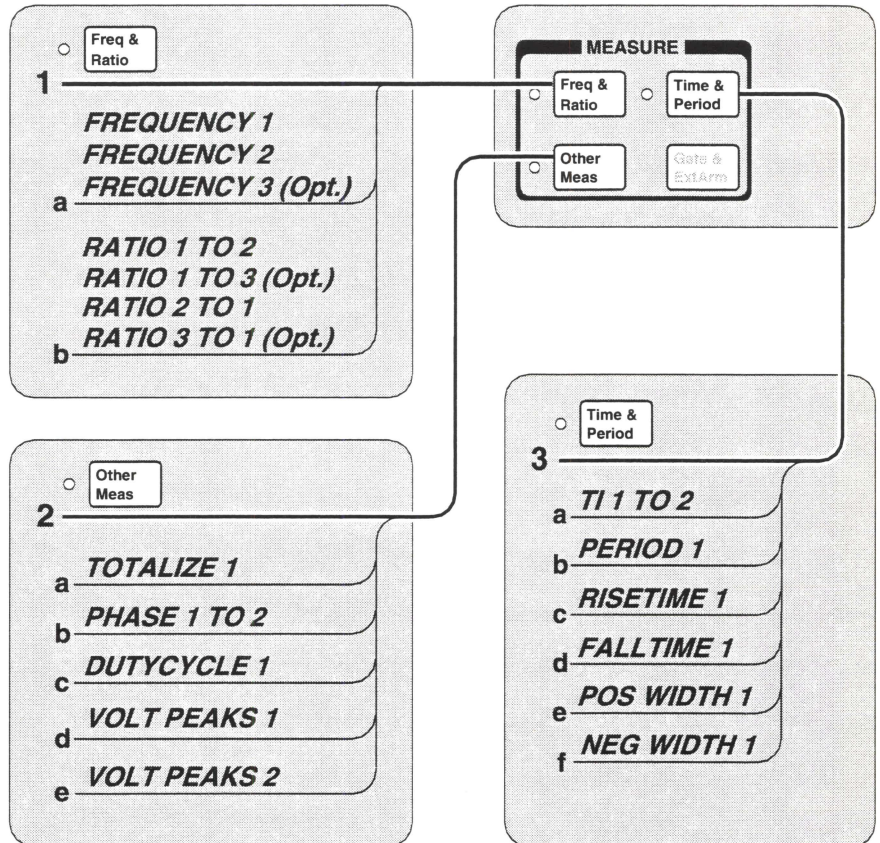 Freq &
Ratio
1
FREQUENCY 1
FREQUENCY 2
a FREQUENCY 3 (Opt.)
RATIO 1 TO 2
RATIO 1 TO 3 (Opt.)
RATIO 2 TO 1
b RATIO 3 TO 1 (Opt.)
MEASURE
Freq &
Ratio
Time &
Period
Other
Meas
Gate &
ExtArm
Other
Meas
2
a TOTALIZE 1
b PHASE 1 TO 2
c DUTYCYCLE 1
d VOLT PEAKS 1
e VOLT PEAKS 2
Time &
Period
3
a TI 1 TO 2
b PERIOD 1
c RISETIME 1
d FALLTIME 1
e POS WIDTH 1
f NEG WIDTH 1